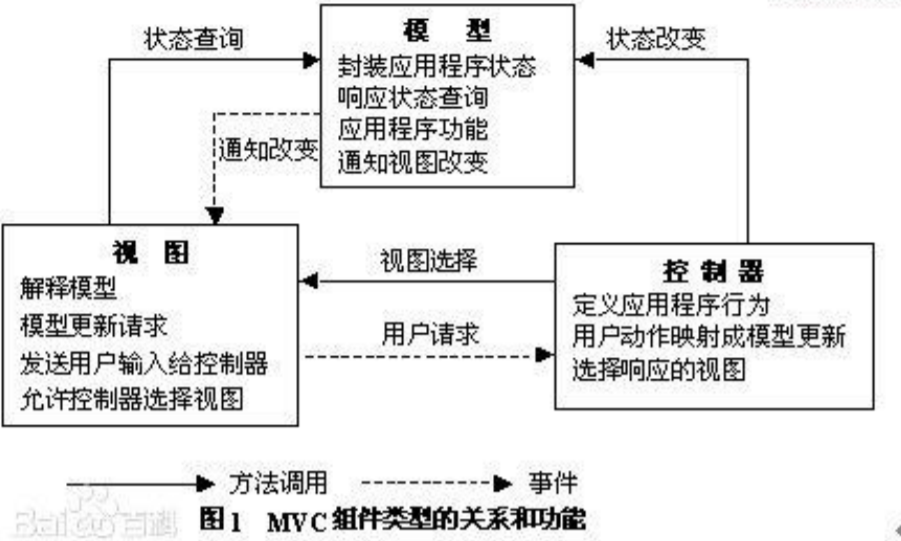 状态查询
模 型
状态改变
封装应用程序状态
响应状态查询
应用程序功能
通知视图改变
通知改变
视 图
解释模型
模型更新请求
发送用户输入给控制器
允许控制器选择视图
视图选择
用户请求
控 制 器
定义应用程序行为
用户动作映射成模型更新
选择响应的视图
方法调用
事件
Baidu百科
图1 MVC组件类型的关系和功能